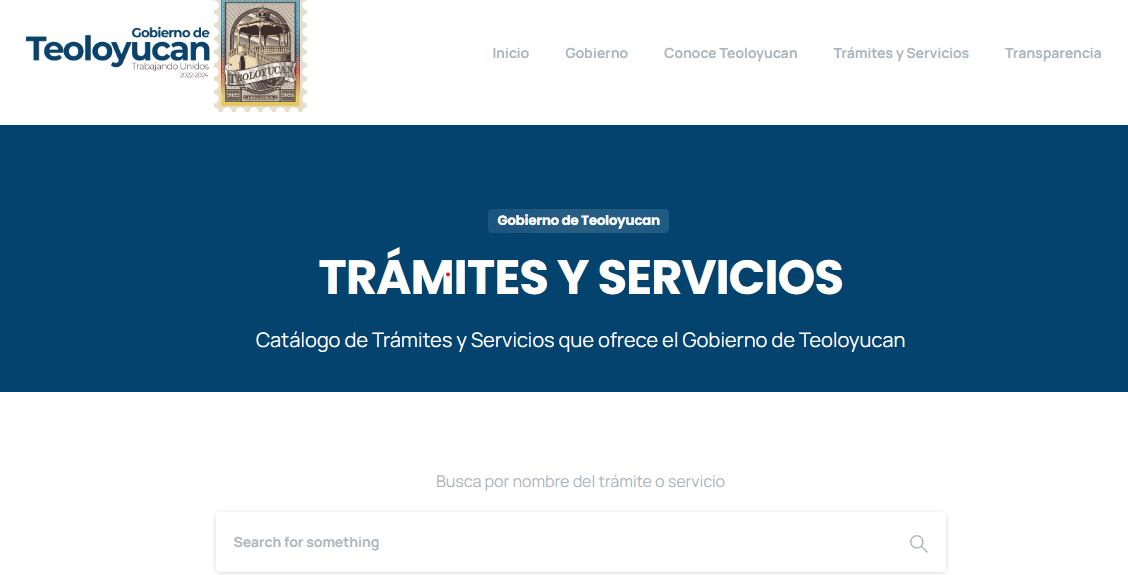 Gobierno de
Teoloyucan
Trabajando Unidos
2022-2024
TEOLOYUCAN
Inicio
Gobierno
Conoce Teoloyucan
Trámites y Servicios
Transparencia
Gobierno de Teoloyucan
TRÁMITES Y SERVICIOS
Catálogo de Trámites y Servicios que ofrece el Gobierno de Teoloyucan
Busca por nombre del trámite o servicio
Search for something